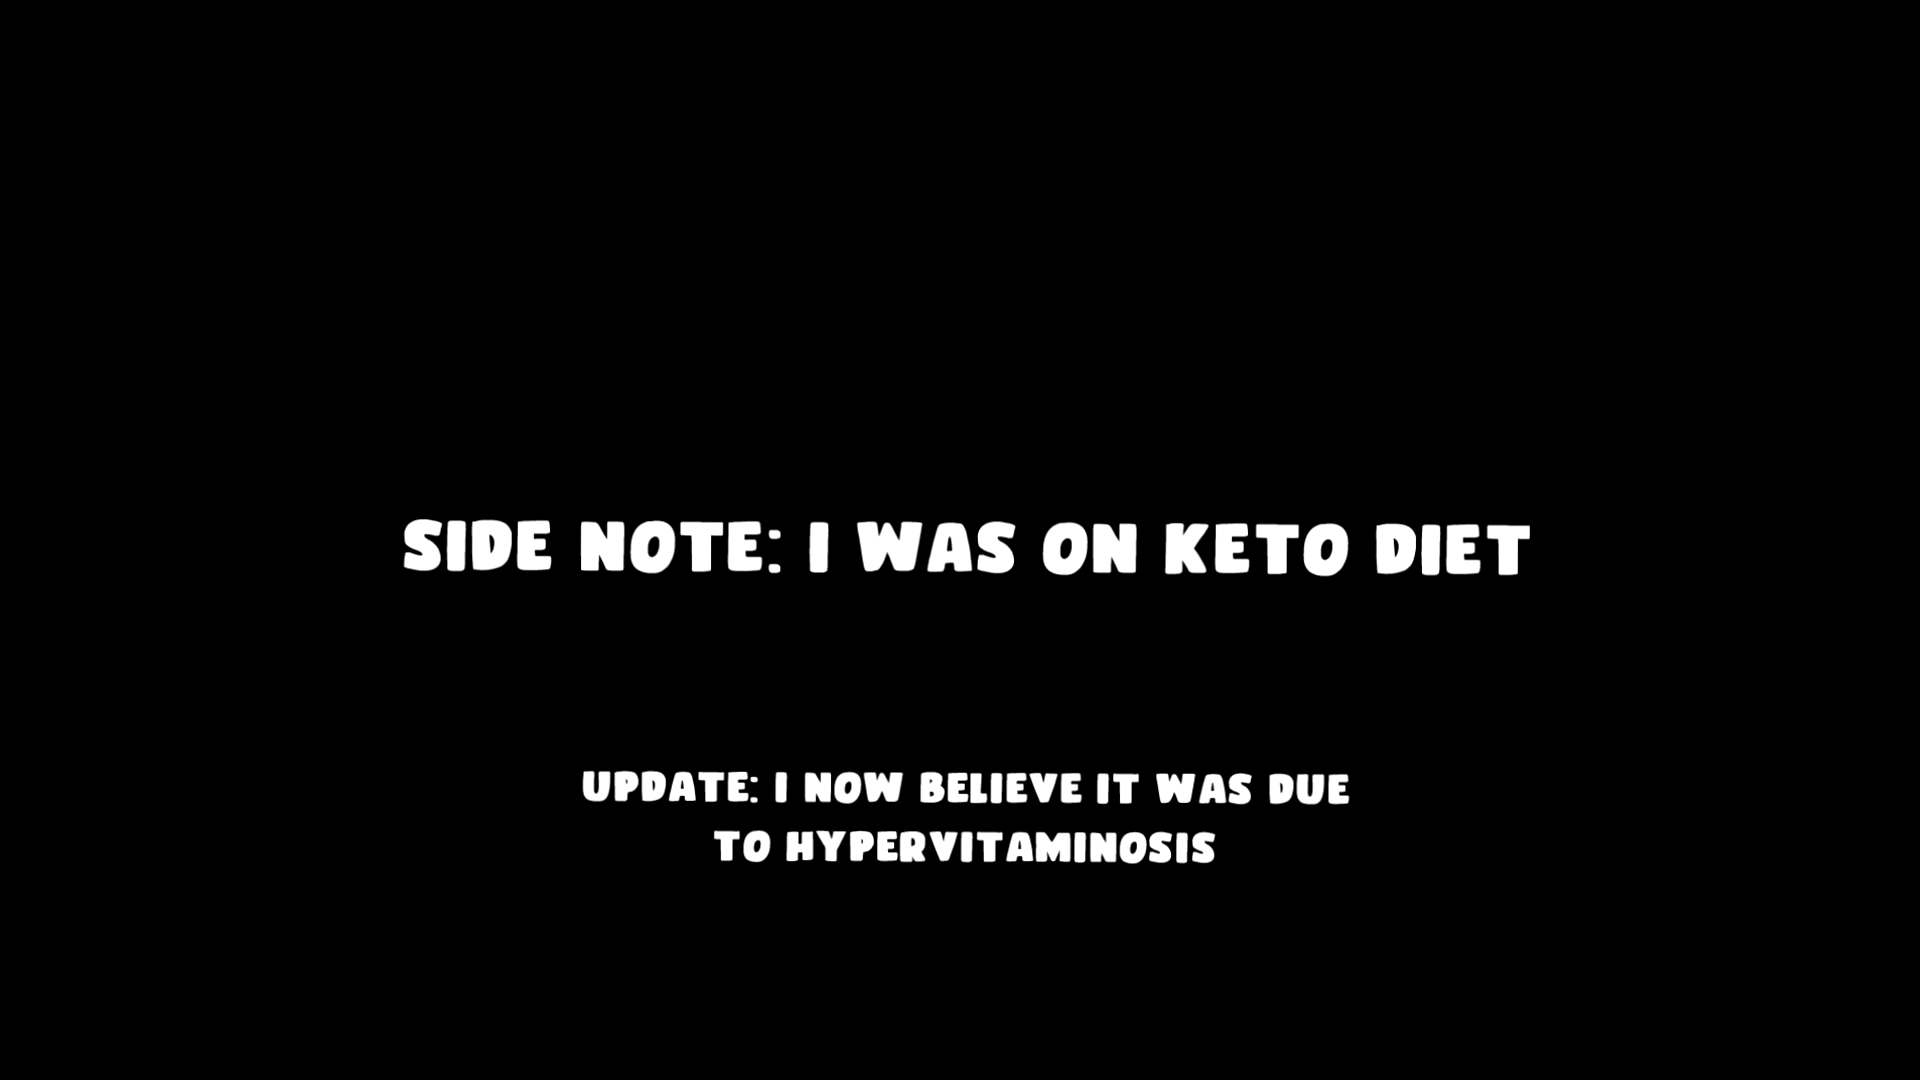 SIDE NOTE: I WAS ON KETO DIET
UPDATE: I NOW BELIEVE IT WAS DUE
TO HYPERVITAMINOSIS